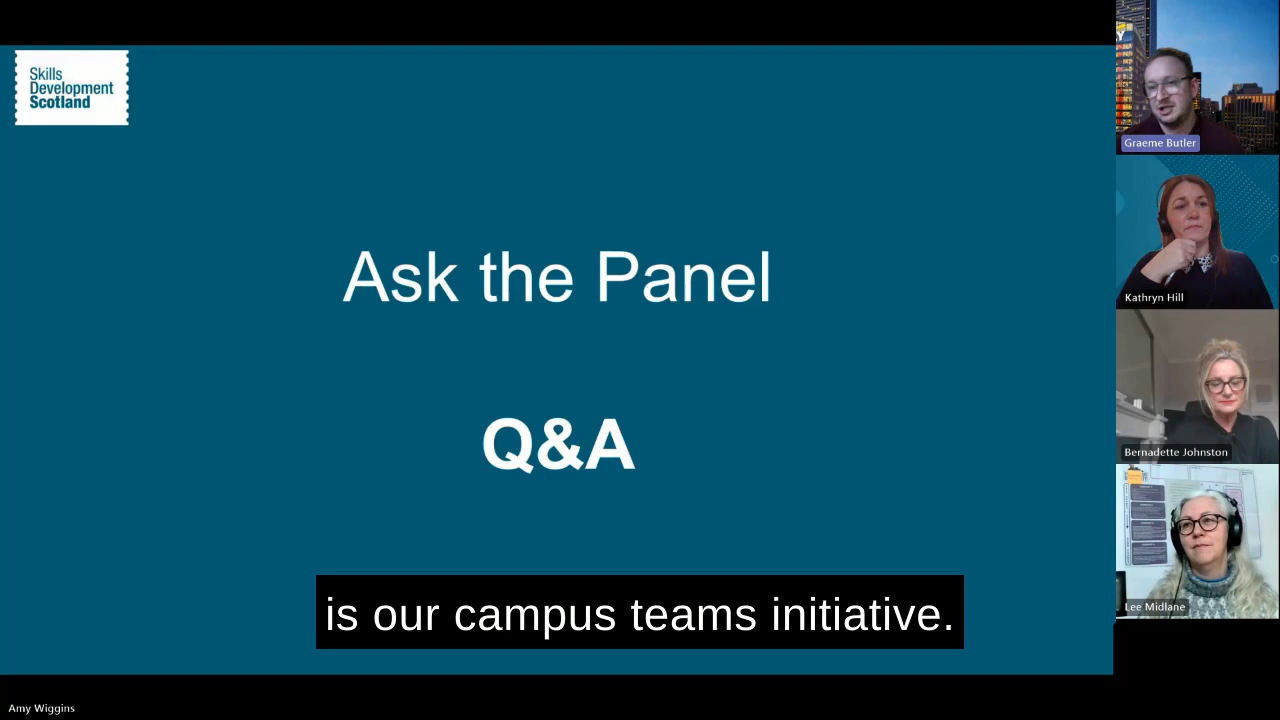 Skills
Development
Scotland
Ask the Panel
Q&A
is our campus teams initiative.
Graeme Butler
Kathryn Hill
Bernadette Johnston
Lee Midlane
Amy Wiggins